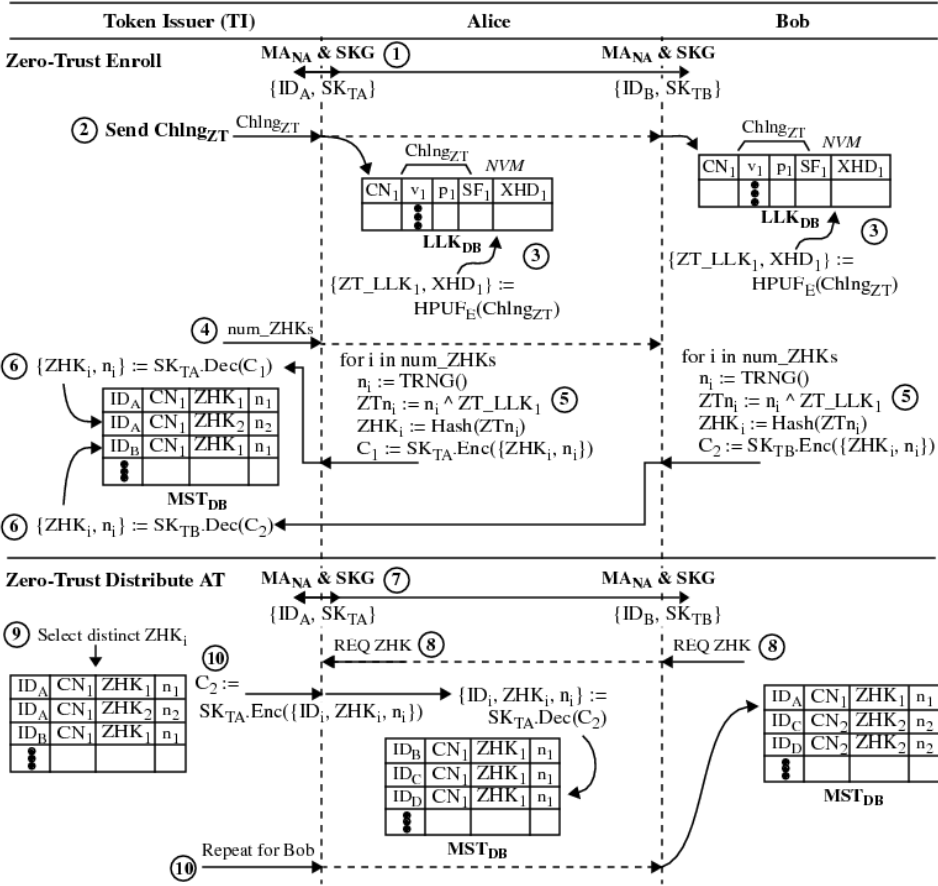 Token Issuer (TI) Alice Bob
Zero-Trust Enroll
MA_NA & SKG ① MA_NA & SKG
{ID_A, SK_TA} {ID_B, SK_TB}
② Send Chlng_ZT Chlng_ZT
Chlng_ZT NVM
CN_1 v_1 p_1 SF_1 XHD_1
LLK_DB
③
{ZT_LLK_1, XHD_1} :=
HPUF_E(Chlng_ZT)
Chlng_ZT NVM
CN_1 v_1 p_1 SF_1 XHD_1
LLK_DB
③
{ZT_LLK_1, XHD_1} :=
HPUF_E(Chlng_ZT)
④ num_ZHKs
for i in num_ZHKs
n_i := TRNG()
ZTn_i := n_i ^ ZT_LLK_1 ⑤
ZHK_i := Hash(ZTn_i)
C_1 := SK_TA.Enc({ZHK_i, n_i})
for i in num_ZHKs
n_i := TRNG()
ZTn_i := n_i ^ ZT_LLK_1 ⑤
ZHK_i := Hash(ZTn_i)
C_2 := SK_TB.Enc({ZHK_i, n_i})
⑥ {ZHK_i, n_i} := SK_TA.Dec(C_1)
ID_A CN_1 ZHK_1 n_1
ID_A CN_1 ZHK_2 n_2
ID_B CN_1 ZHK_1 n_1
MST_DB
⑥ {ZHK_i, n_i} := SK_TB.Dec(C_2)
Zero-Trust Distribute AT
MA_NA & SKG ⑦ MA_NA & SKG
{ID_A, SK_TA} {ID_B, SK_TB}
REQ ZHK ⑧ REQ ZHK ⑧
⑨ Select distinct ZHK_i
ID_A CN_1 ZHK_1 n_1
ID_A CN_1 ZHK_2 n_2
ID_B CN_1 ZHK_1 n_1
⑩
C_2 :=
SK_TA.Enc({ID_i, ZHK_i, n_i})
{ID_i, ZHK_i, n_i} :=
SK_TA.Dec(C_2)
ID_B CN_1 ZHK_1 n_1
ID_C CN_1 ZHK_1 n_1
ID_D CN_1 ZHK_1 n_1
MST_DB
ID_A CN_1 ZHK_1 n_1
ID_C CN_2 ZHK_2 n_2
ID_D CN_2 ZHK_2 n_2
MST_DB
⑩ Repeat for Bob